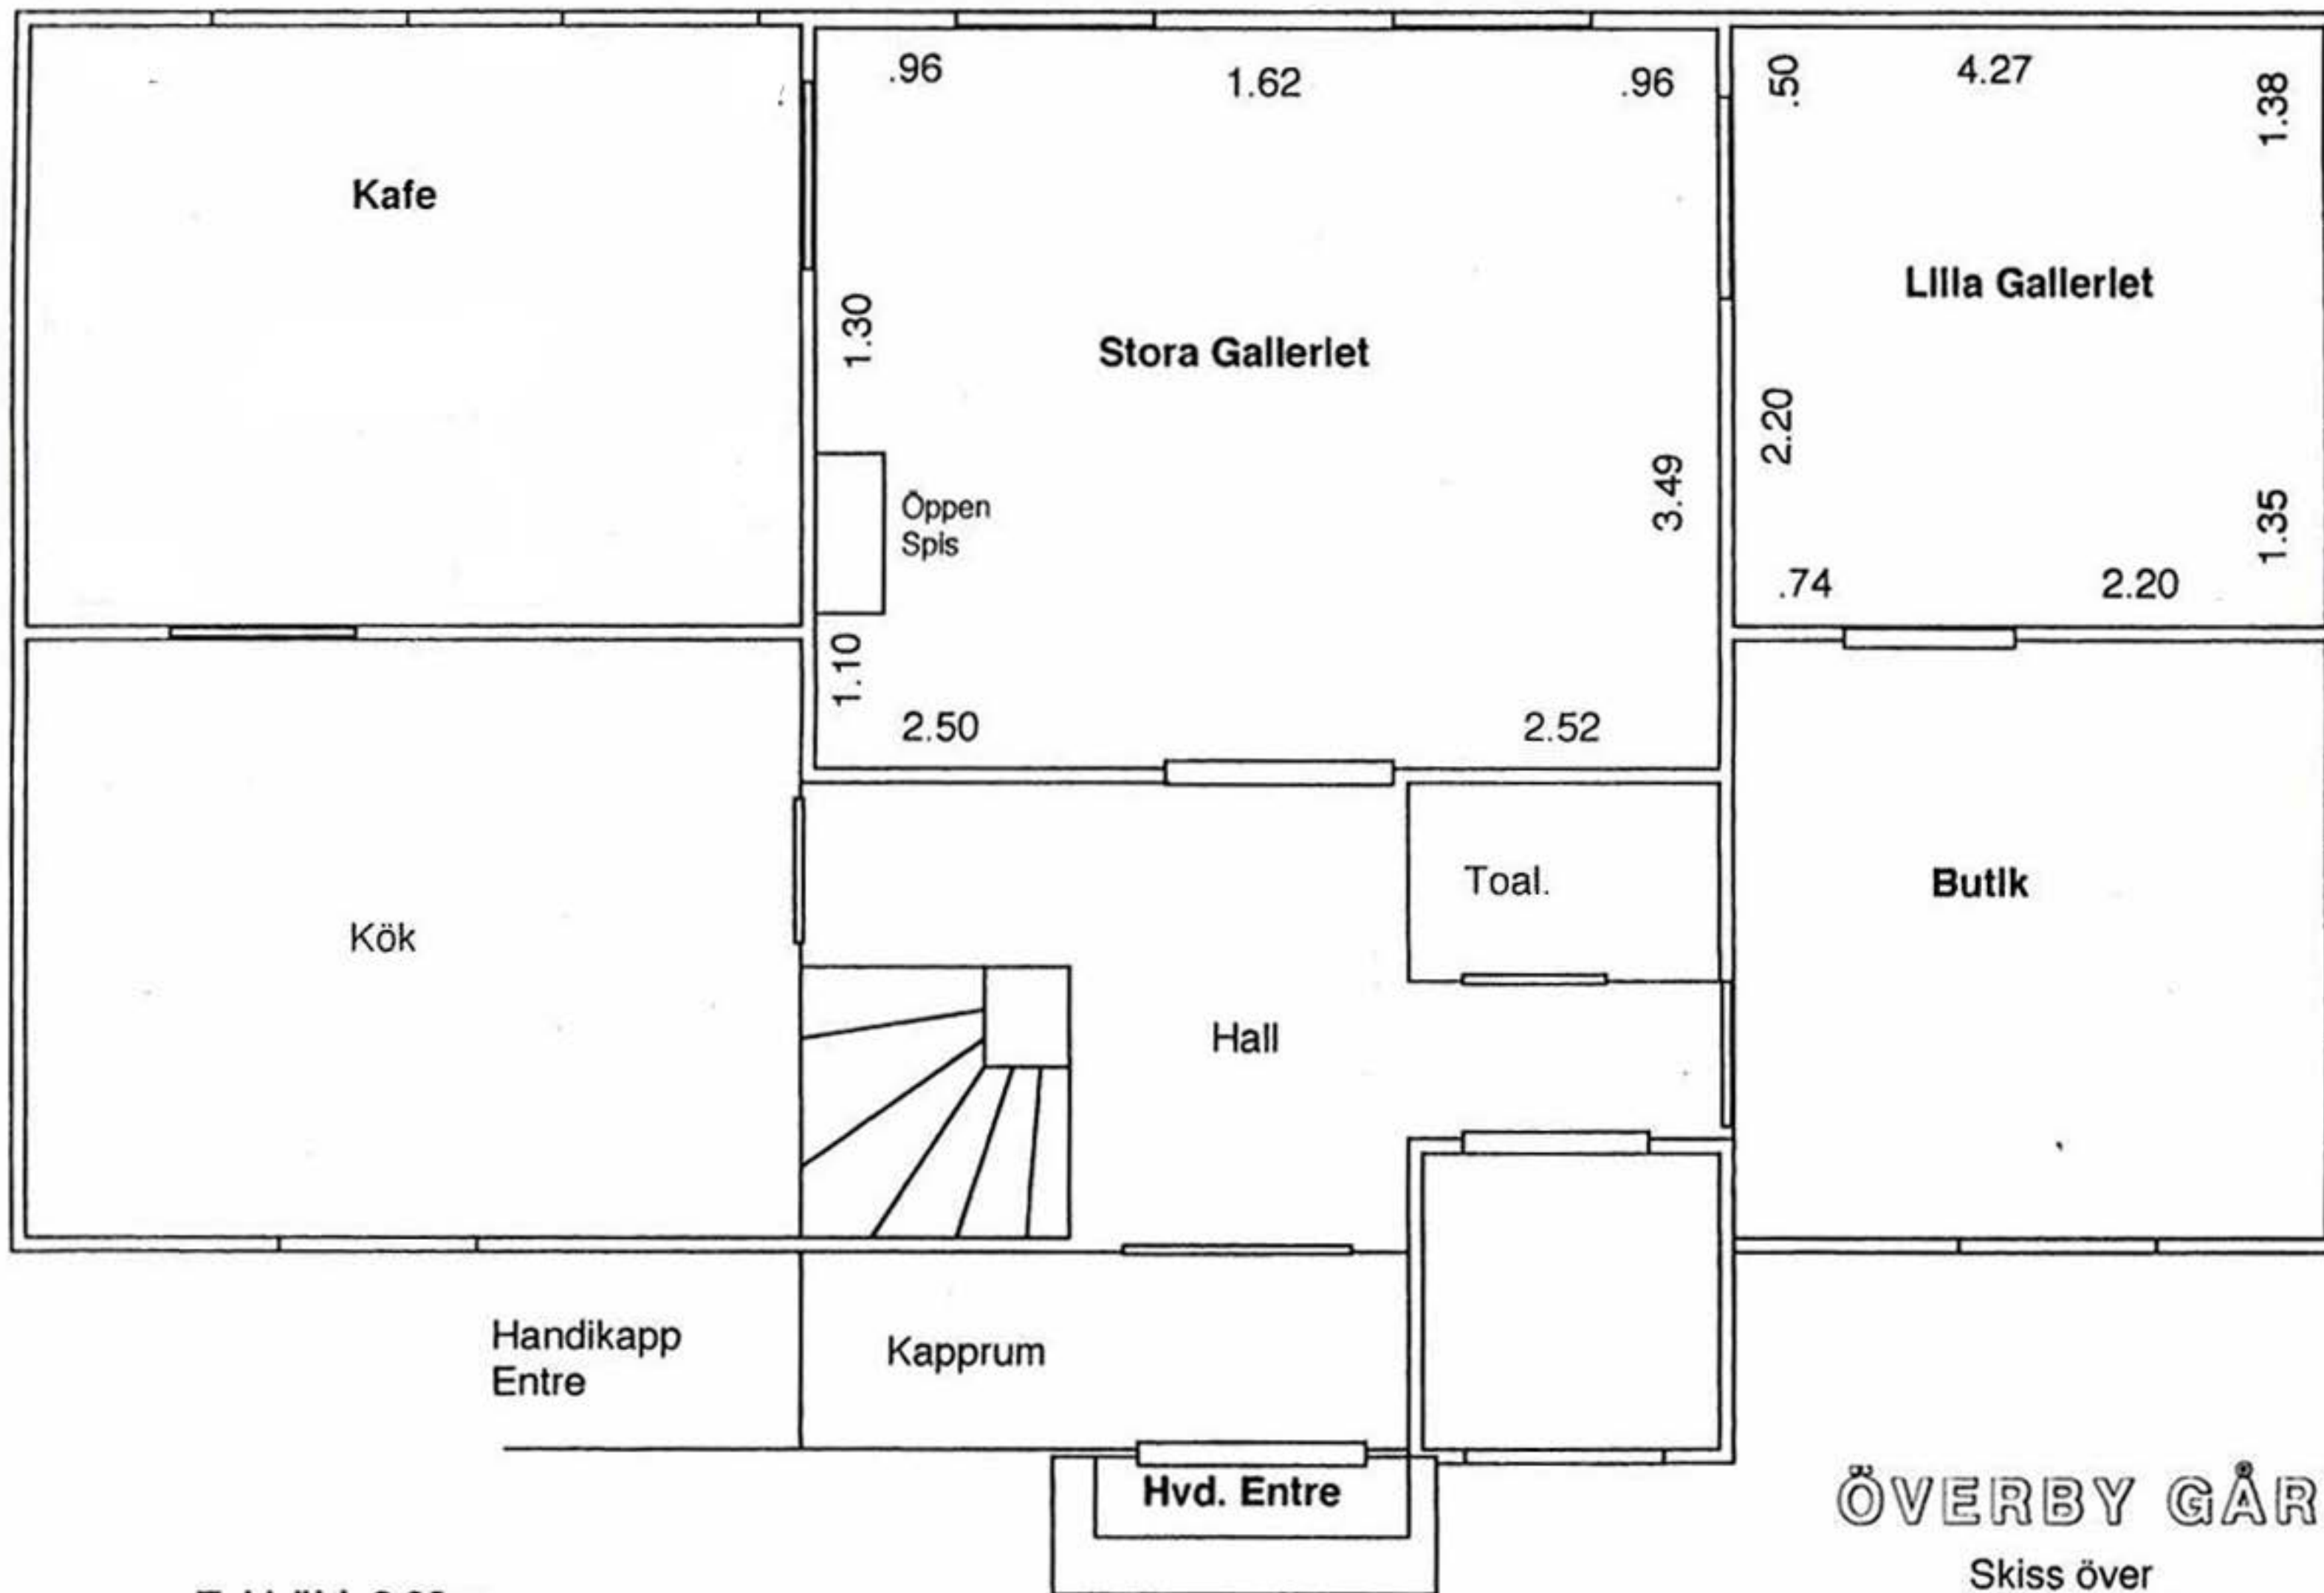 .96
1.62
.96
.50
4.27
1.38
Kafe
Stora Galleriet
Lilla Galleriet
1.30
2.20
3.49
Öppen
Spis
1.35
.74
2.20
1.10
2.50
2.52
Toal.
Butik
Kök
Hall
Handikapp
Entre
Kapprum
Hvd. Entre
ÖVERBY GÅR
Skiss över